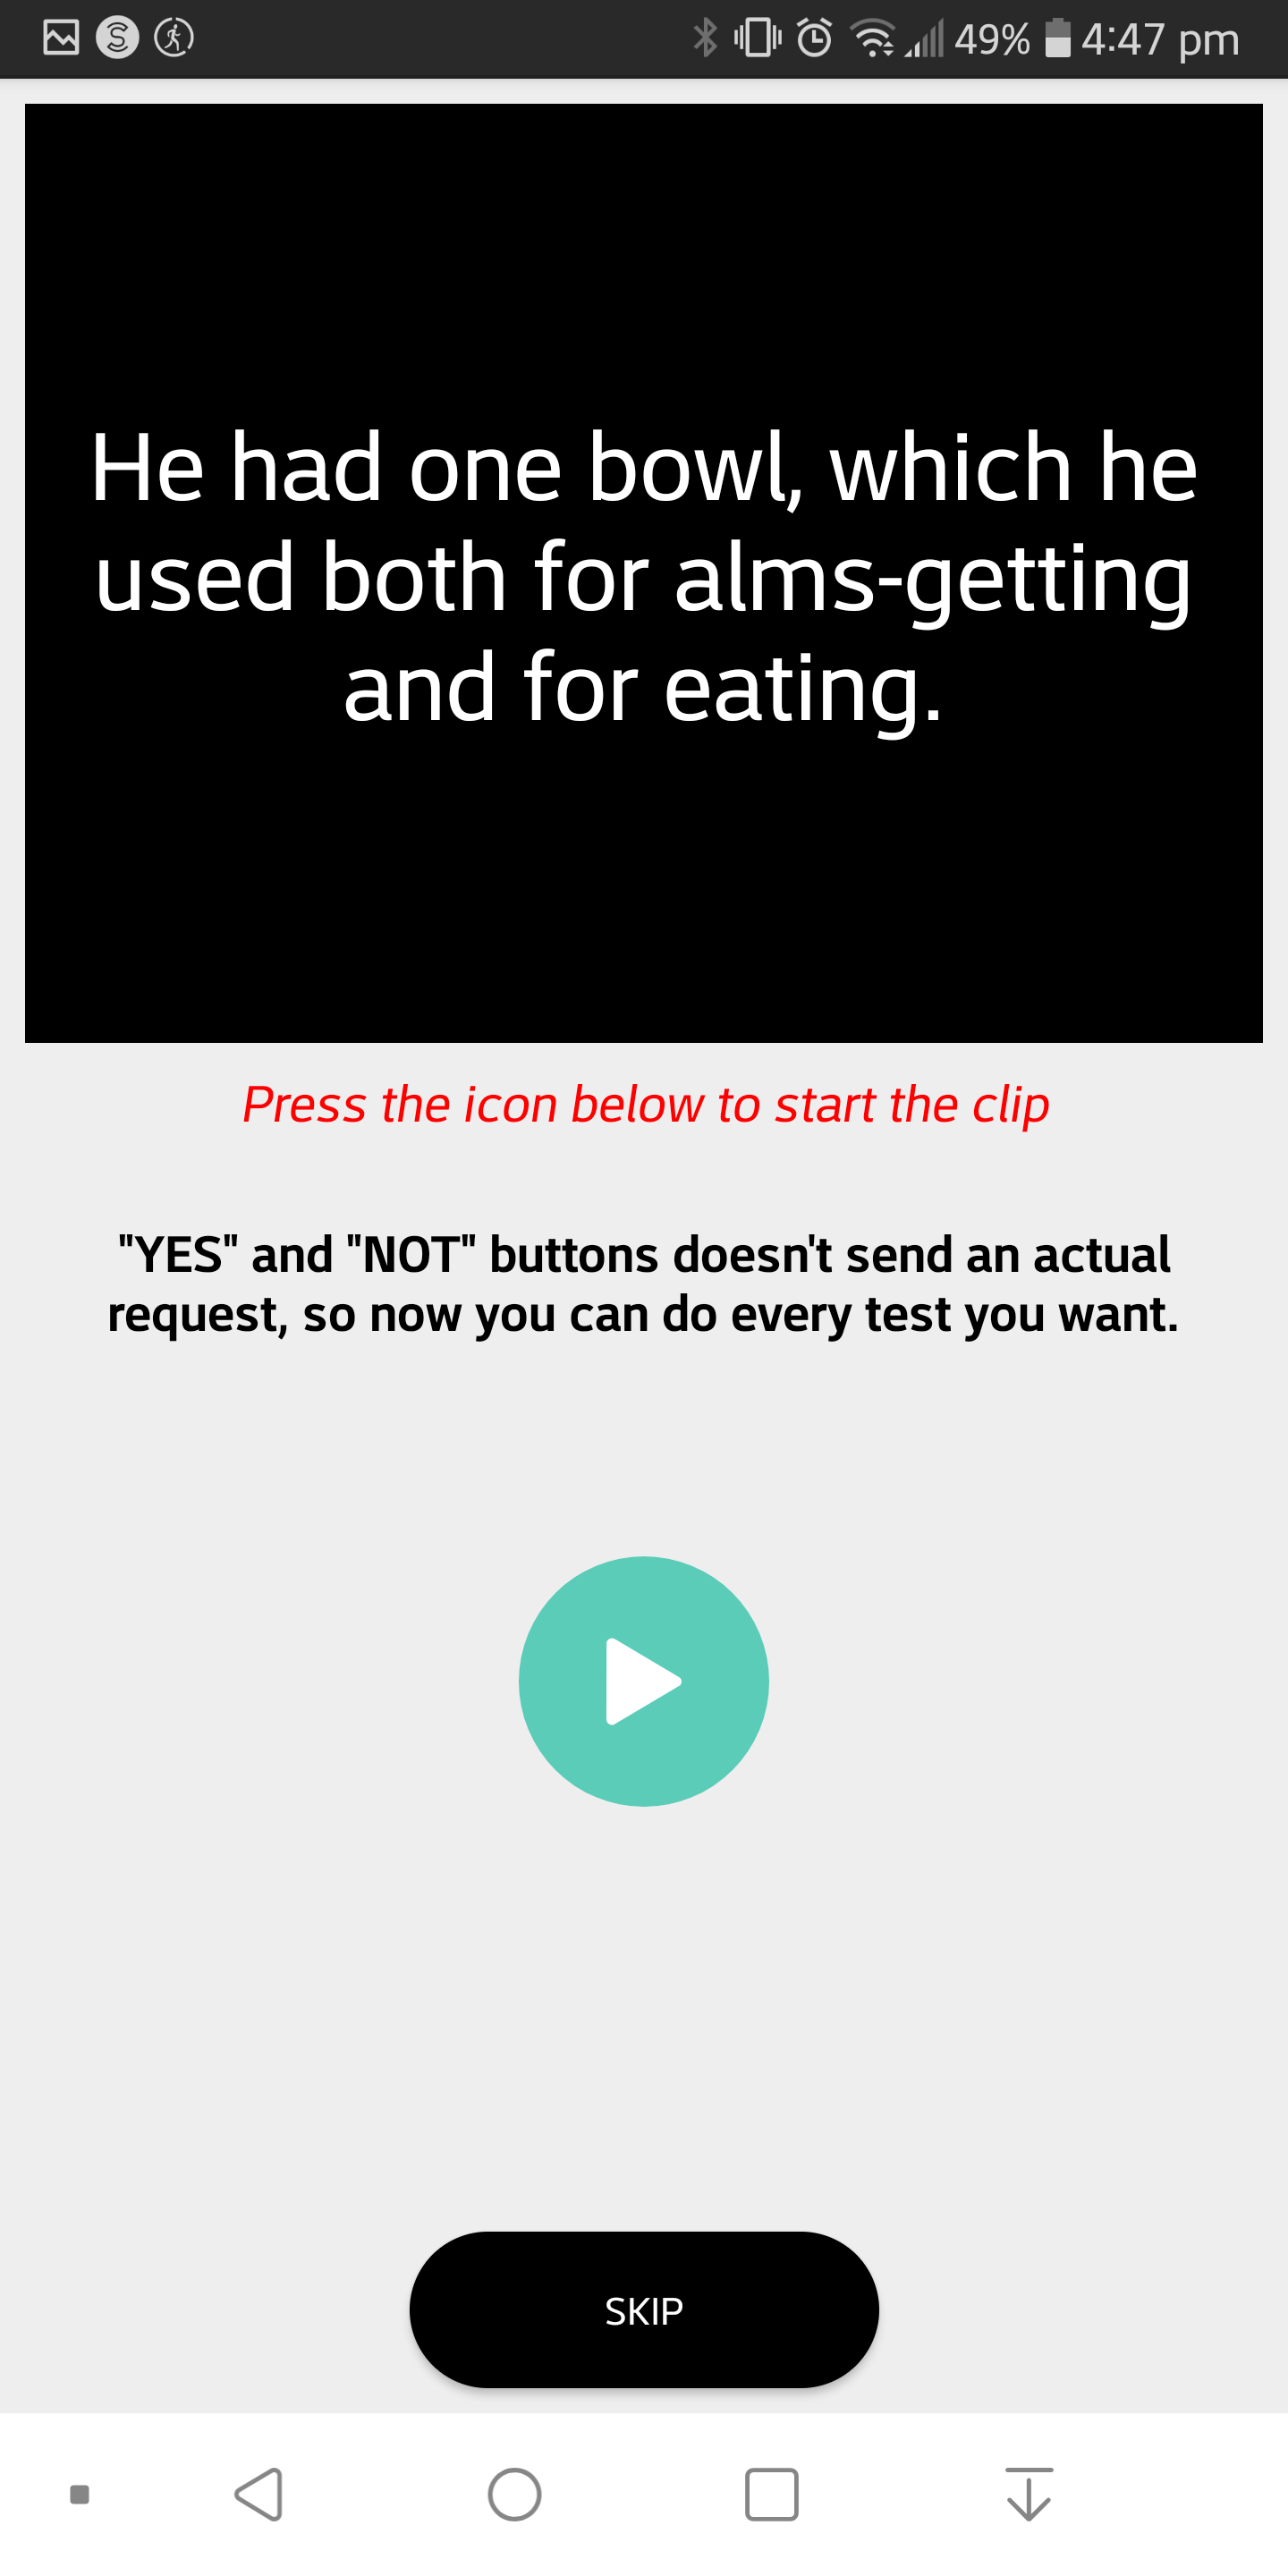 49% 4:47 pm
He had one bowl, which he
used both for alms-getting
and for eating.
Press the icon below to start the clip
"YES" and "NOT" buttons doesn't send an actual
request, so now you can do every test you want.
SKIP